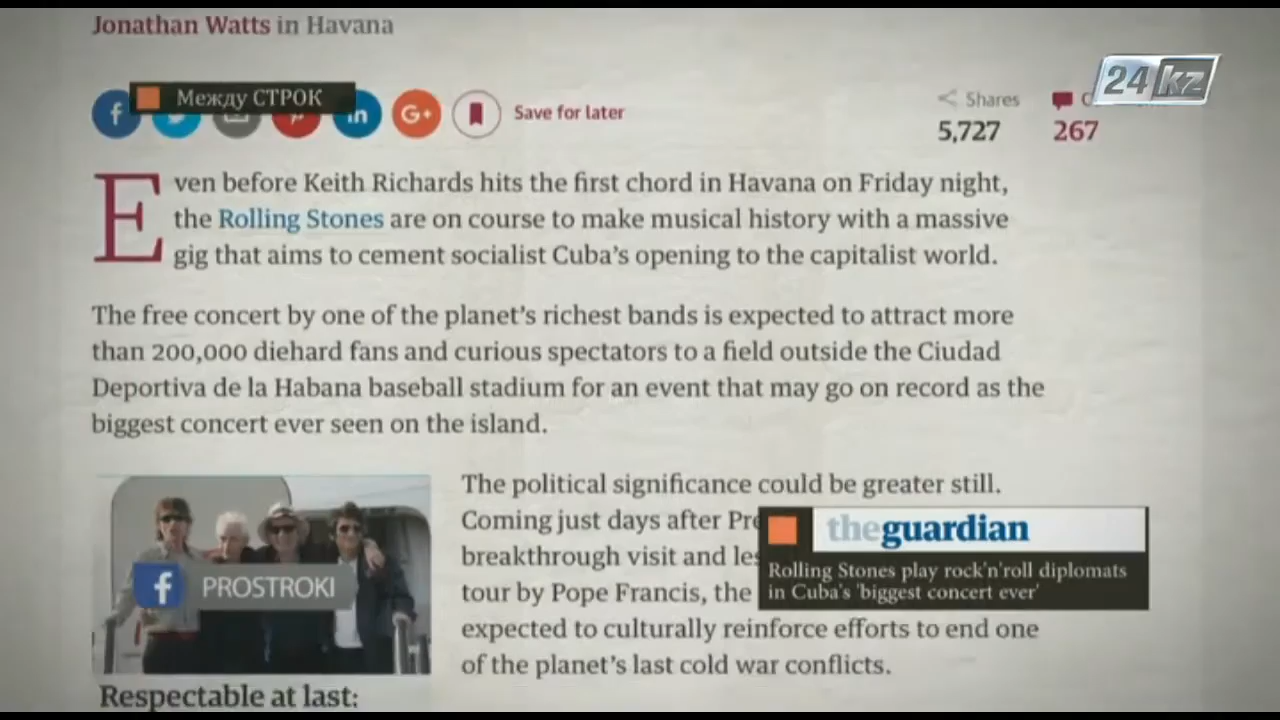 Jonathan Watts in Havana
24 kz
Между СТРОК
Save for later
Shares
5,727
267
Even before Keith Richards hits the first chord in Havana on Friday night,
the Rolling Stones are on course to make musical history with a massive
gig that aims to cement socialist Cuba's opening to the capitalist world.
The free concert by one of the planet's richest bands is expected to attract more
than 200,000 diehard fans and curious spectators to a field outside the Ciudad
Deportiva de la Habana baseball stadium for an event that may go on record as the
biggest concert ever seen on the island.
The political significance could be greater still.
Coming just days after
breakthrough visit and
tour by Pope Francis, the
expected to culturally reinforce efforts to end one
of the planet's last cold war conflicts.
theguardian
Rolling Stones play rock'n'roll diplomats
in Cuba's 'biggest concert ever'
PROSTROKI
Respectable at last: